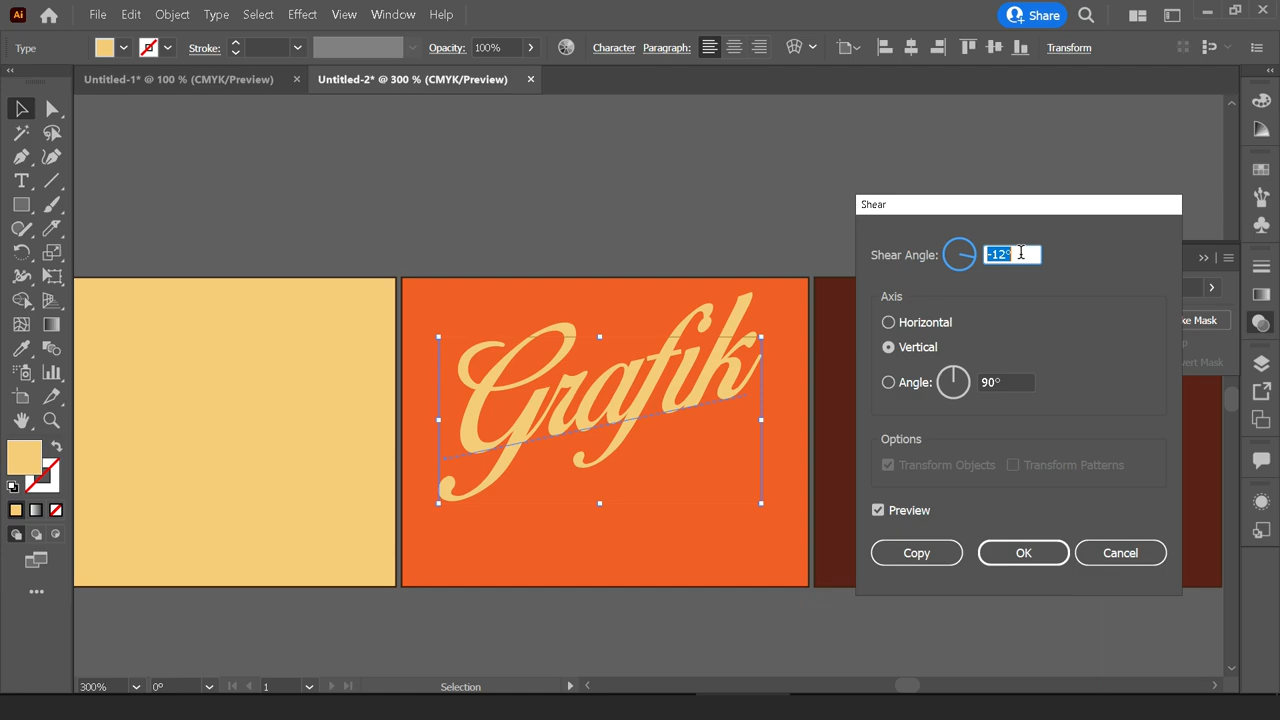 Ai File Edit Object Type Select Effect View Window Help Share
Type Stroke: Opacity: 100% Character Paragraph: Transform
Untitled-1* @ 100 % (CMYK/Preview) × Untitled-2* @ 300 % (CMYK/Preview) ×
Shear
Shear Angle: -12°
Axis
Horizontal
ke Mask
Vertical
Angle: 90°
Grafik
Options
Transform Objects Transform Patterns
Preview
Copy OK Cancel
300% 0° 1 Selection